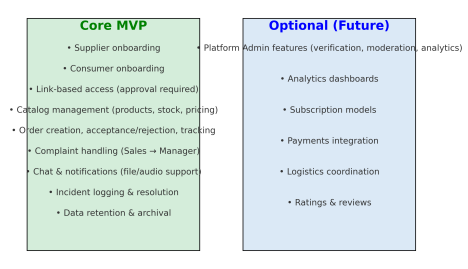 Core MVP
• Supplier onboarding
• Consumer onboarding
• Link-based access (approval required)
• Catalog management (products, stock, pricing)
• Order creation, acceptance/rejection, tracking
• Complaint handling (Sales → Manager)
• Chat & notifications (file/audio support)
• Incident logging & resolution
• Data retention & archival
Optional (Future)
• Platform Admin features (verification, moderation, analytics)
• Analytics dashboards
• Subscription models
• Payments integration
• Logistics coordination
• Ratings & reviews